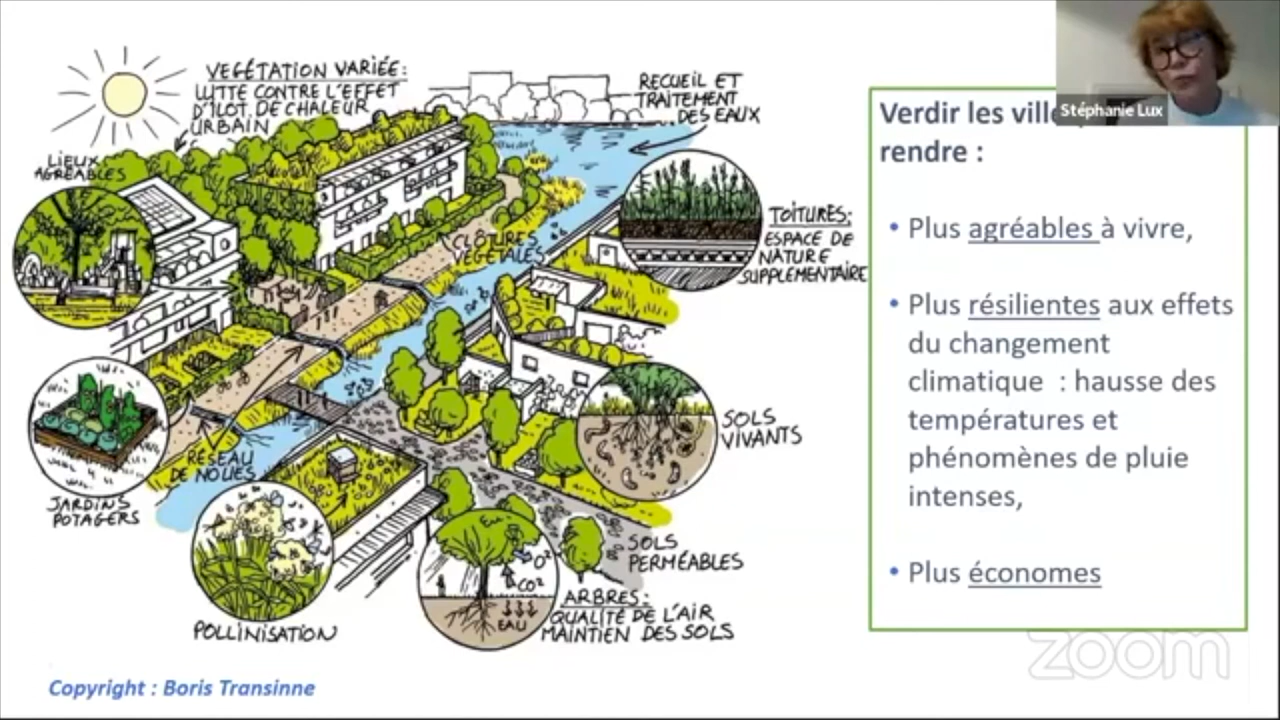 VEGÉTATION VARIÉE:
LUTTE CONTRE L'EFFET
D'ILOT DE CHALEUR
URBAIN
LIEUX
AGRÉABLES
RECUEIL ET
TRAITEMENT
DES EAUX
TOITURES:
ESPACE DE
NATURE
SUPPLEMENTAIRE
CLÔTURES
VÉGÉTALES
SOLS
VIVANTS
RÉSEAU
DE NOUES
JARDINS
POTAGERS
POLLINISATION
SOLS
PERMÉABLES
O²
CO²
EAU
ARBRES:
QUALITÉ DE L'AIR
MAINTIEN DES SOLS
Copyright : Boris Transinne
Stéphanie Lux
Verdir les
rendre :
• Plus agréables à vivre,
• Plus résilientes aux effets
du changement
climatique : hausse des
températures et
phénomènes de pluie
intenses,
• Plus économes
zoom